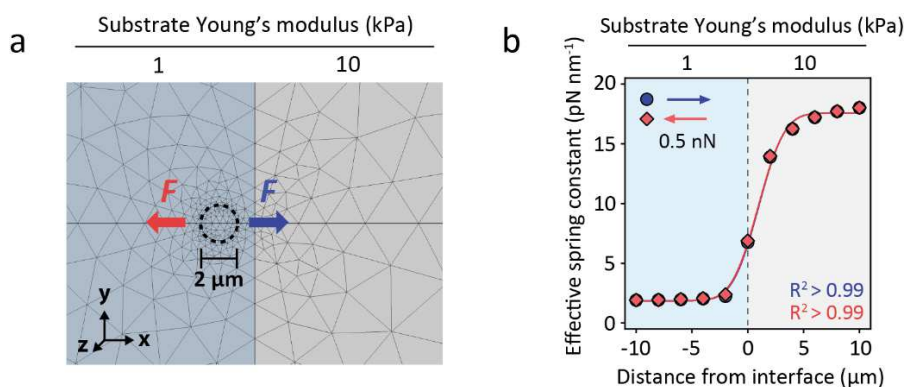 a
Substrate Young's modulus (kPa)
1 10
F F
2 μm
y
z x
b
Substrate Young's modulus (kPa)
1 10
Effective spring constant (pN nm⁻¹)
20
15
10
5
0
0.5 nN
R² > 0.99
R² > 0.99
-10 -5 0 5 10
Distance from interface (μm)